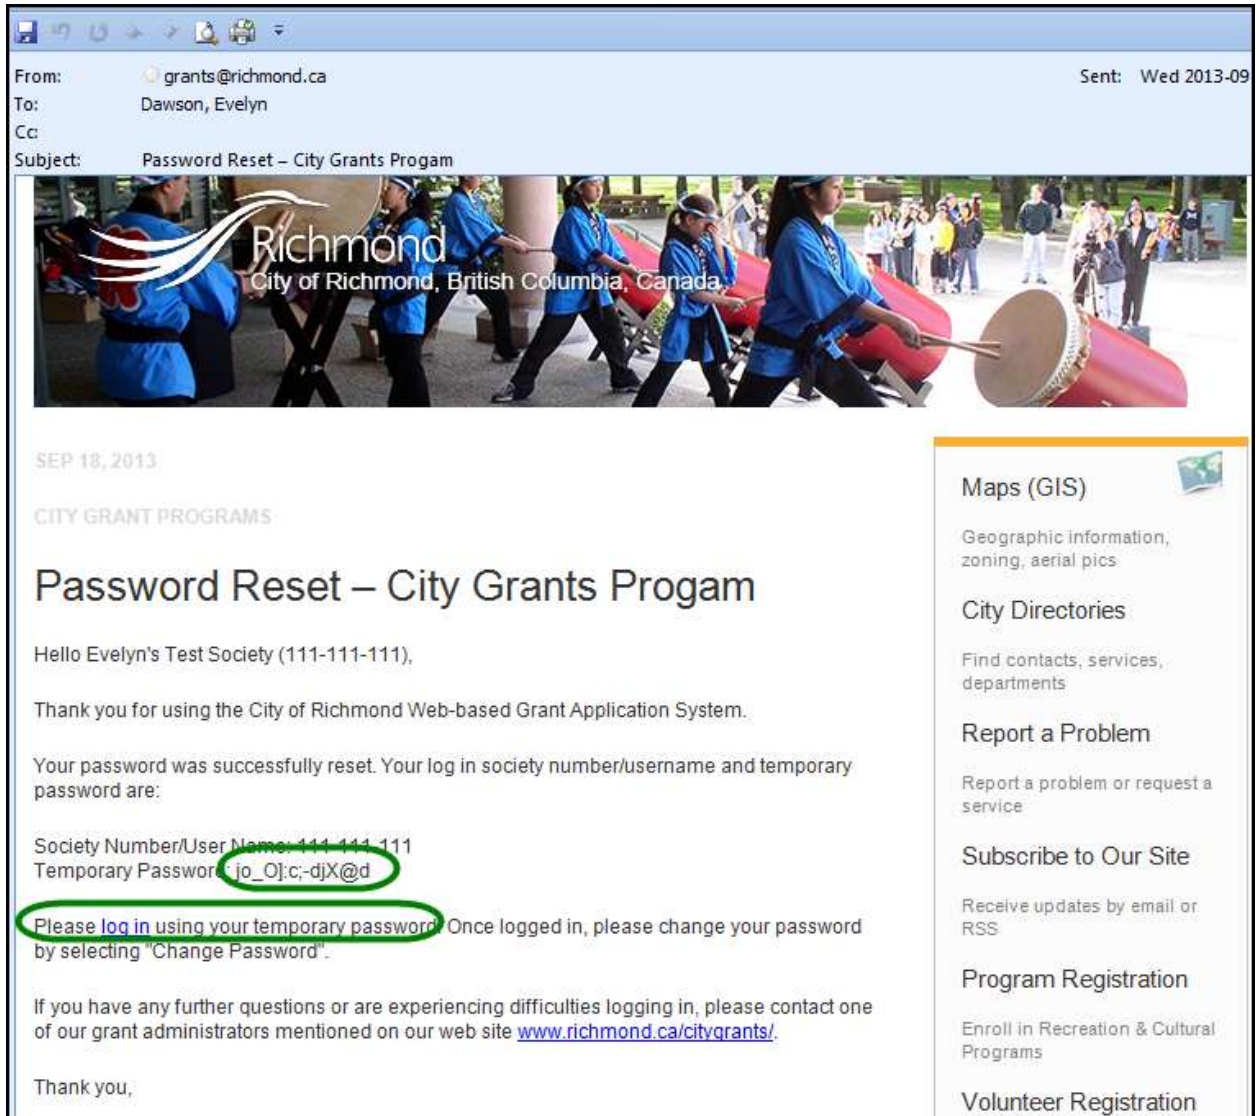 From: grants@richmond.ca Sent: Wed 2013-09
To: Dawson, Evelyn
Cc:
Subject: Password Reset – City Grants Progam
Richmond
City of Richmond, British Columbia, Canada
SEP 18, 2013
CITY GRANT PROGRAMS
Password Reset – City Grants Progam
Hello Evelyn's Test Society (111-111-111),
Thank you for using the City of Richmond Web-based Grant Application System.
Your password was successfully reset. Your log in society number/username and temporary
password are:
Society Number/User Name: 111-111-111
Temporary Password: jo_O]:c;-djX@d
Please log in using your temporary password. Once logged in, please change your password
by selecting "Change Password".
If you have any further questions or are experiencing difficulties logging in, please contact one
of our grant administrators mentioned on our web site www.richmond.ca/citygrants/.
Thank you,
Maps (GIS)
Geographic information,
zoning, aerial pics
City Directories
Find contacts, services,
departments
Report a Problem
Report a problem or request a
service
Subscribe to Our Site
Receive updates by email or
RSS
Program Registration
Enroll in Recreation & Cultural
Programs
Volunteer Registration